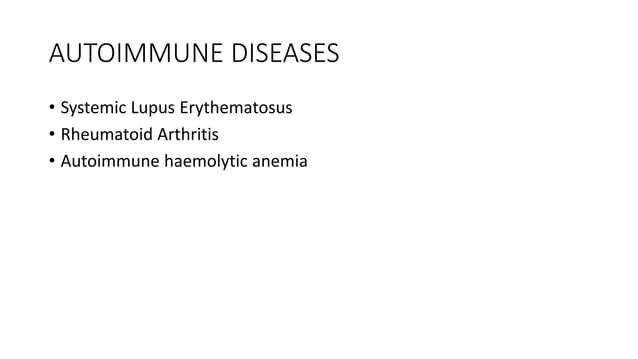 AUTOIMMUNE DISEASES
• Systemic Lupus Erythematosus
• Rheumatoid Arthritis
• Autoimmune haemolytic anemia